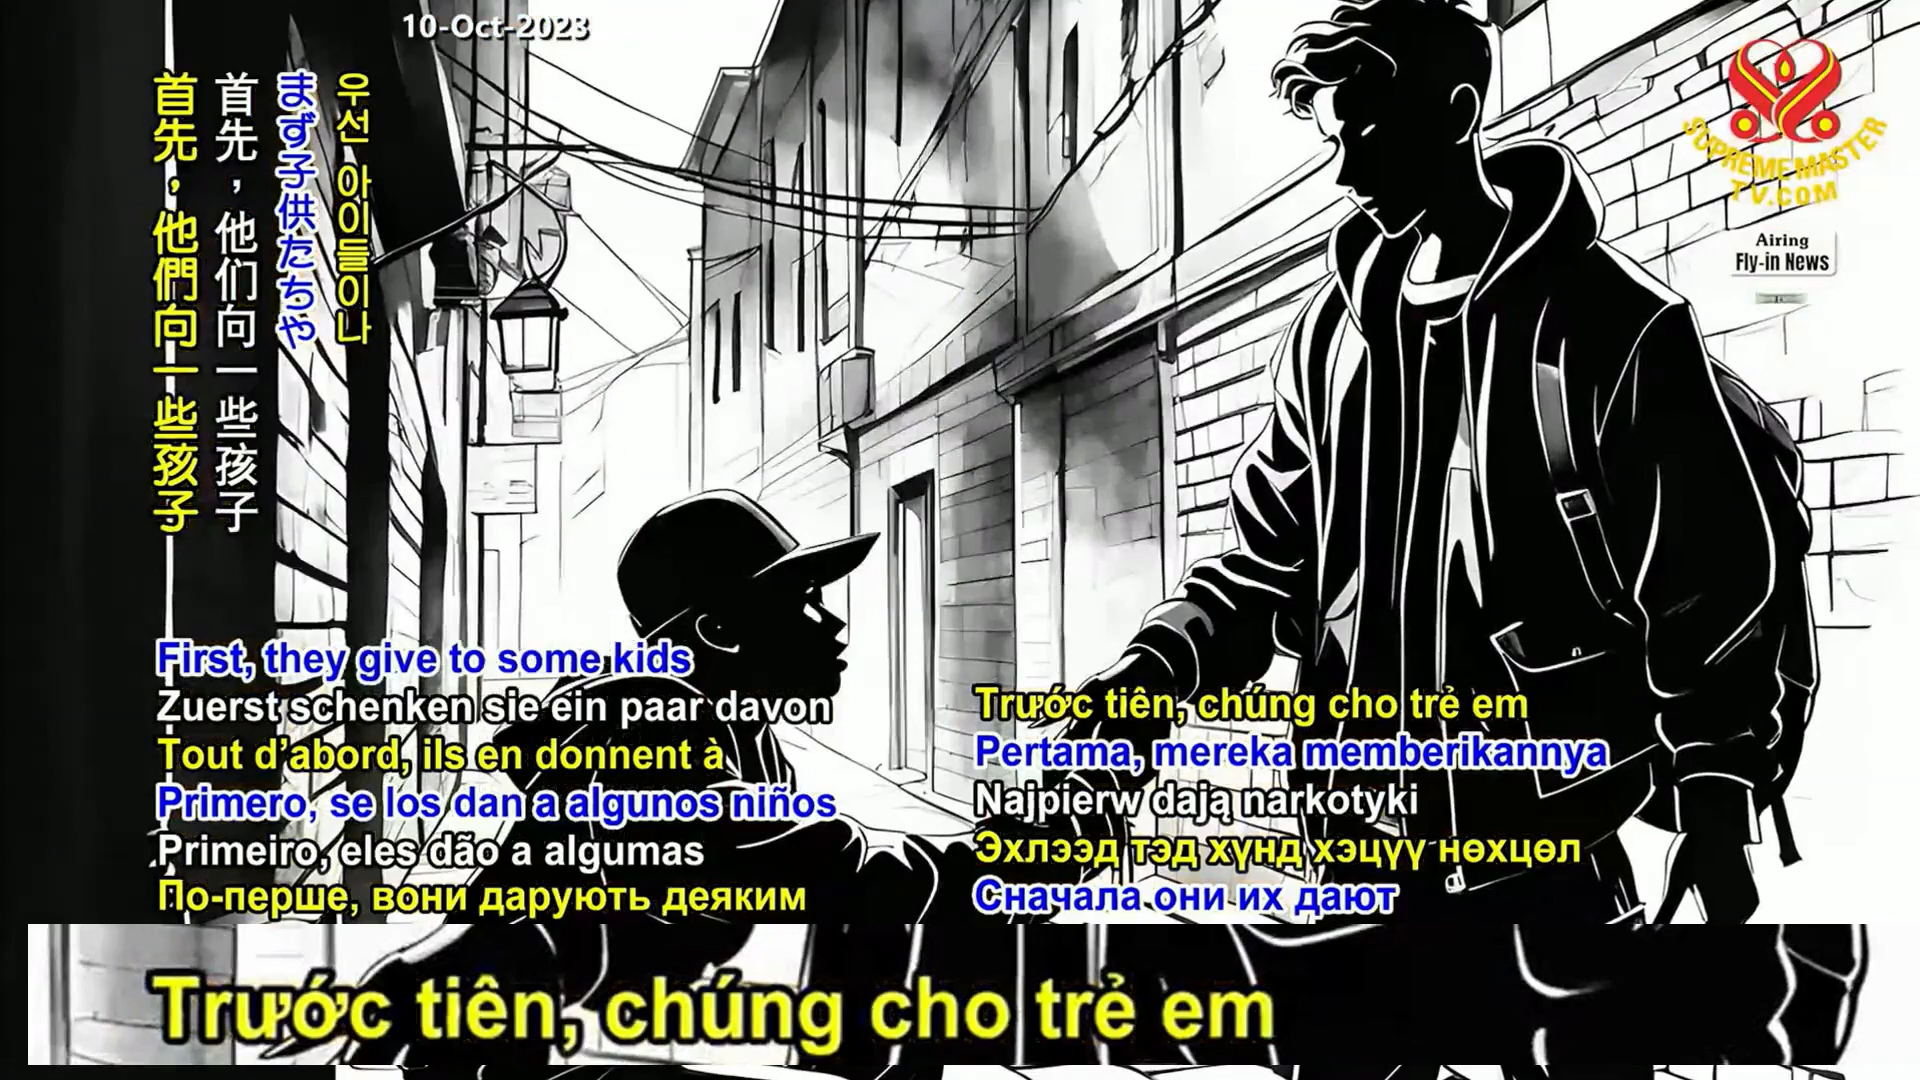 10-Oct-2023
우선 아이들이나
まず子供たちや
首先，他们向一些孩子
首先，他們向一些孩子
SUPREMEMASTER
TV.COM
Airing
Fly-in News
First, they give to some kids
Zuerst schenken sie ein paar davon
Tout d’abord, ils en donnent à
Primero, se los dan a algunos niños
Primeiro, eles dão a algumas
По-перше, вони дарують деяким
Trước tiên, chúng cho trẻ em
Pertama, mereka memberikannya
Najpierw dają narkotyki
Эхлээд тэд хүнд хэцүү нөхцөл
Сначала они их дают
Trước tiên, chúng cho trẻ em